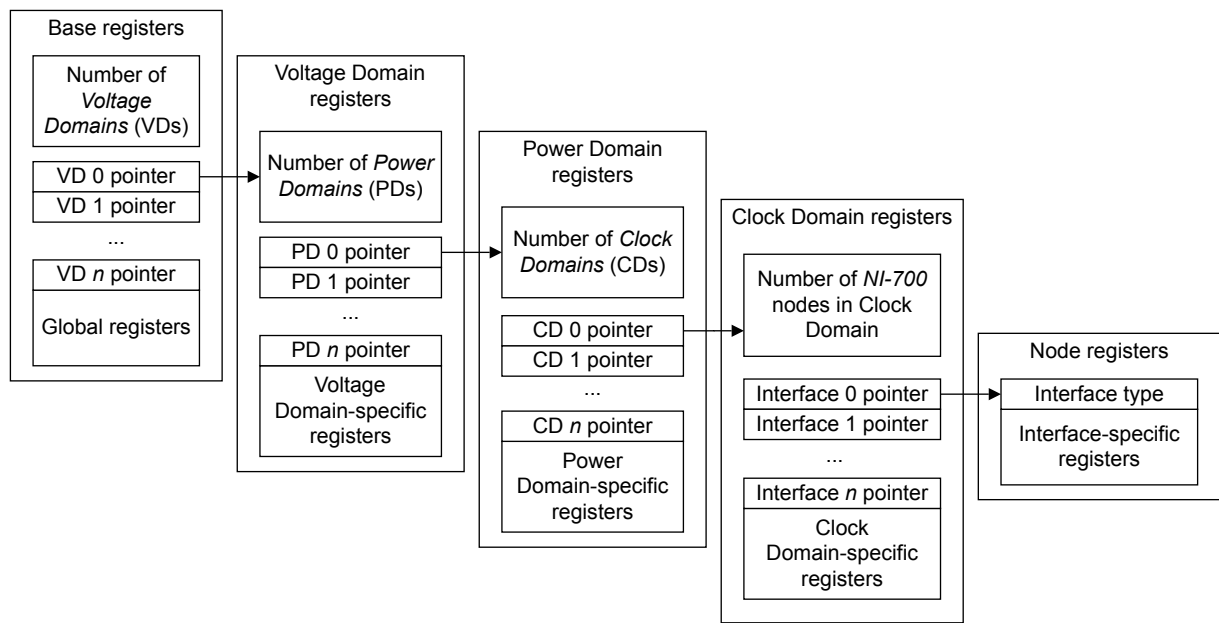 Base registers
Number of
Voltage
Domains (VDs)
VD 0 pointer
VD 1 pointer
...
VD n pointer
Global registers
Voltage Domain
registers
Number of Power
Domains (PDs)
PD 0 pointer
PD 1 pointer
...
PD n pointer
Voltage
Domain-specific
registers
Power Domain
registers
Number of Clock
Domains (CDs)
CD 0 pointer
CD 1 pointer
...
CD n pointer
Power
Domain-specific
registers
Clock Domain registers
Number of NI-700
nodes in Clock
Domain
Interface 0 pointer
Interface 1 pointer
...
Interface n pointer
Clock
Domain-specific
registers
Node registers
Interface type
Interface-specific
registers